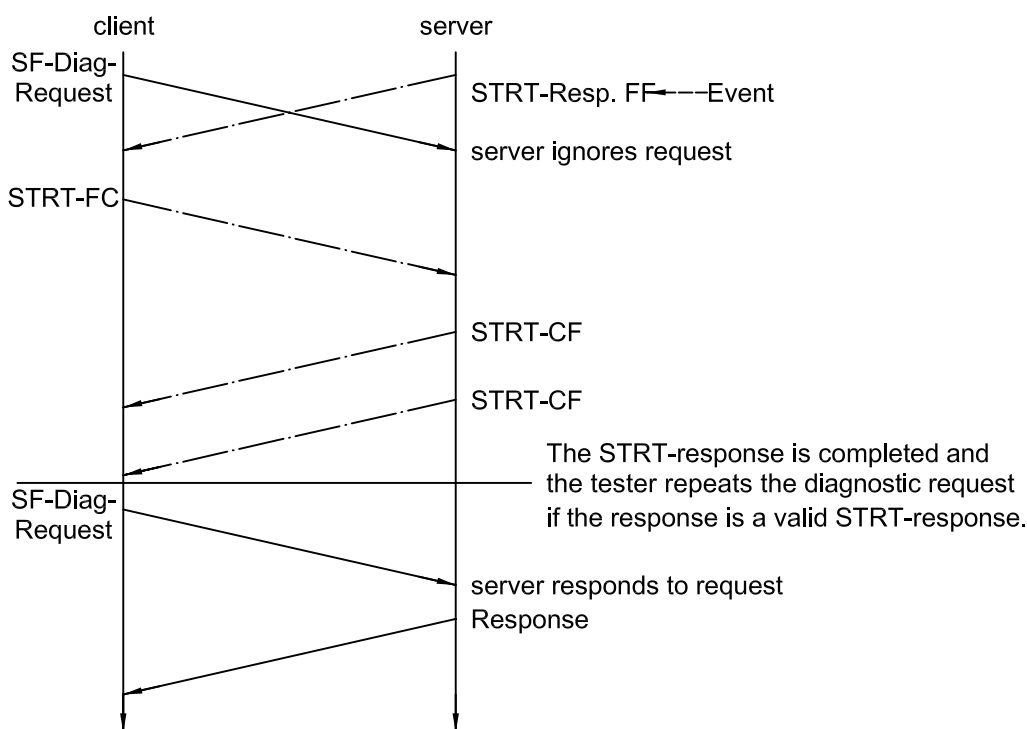 client
server
SF-Diag-
Request
STRT-Resp. FF
Event
server ignores request
STRT-FC
STRT-CF
STRT-CF
The STRT-response is completed and
the tester repeats the diagnostic request
if the response is a valid STRT-response.
SF-Diag-
Request
server responds to request
Response